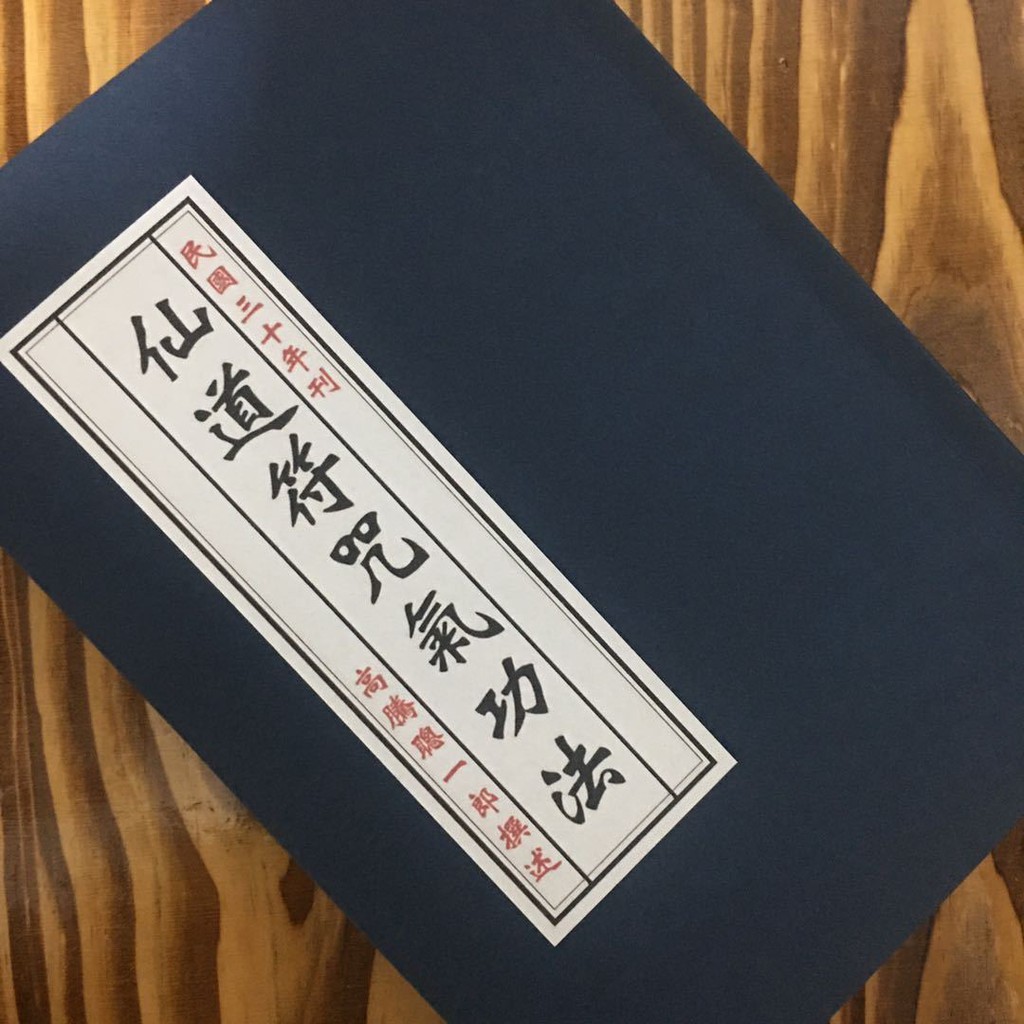 民國三十年刊
仙道符咒氣功法
高騰聰一郎撰述